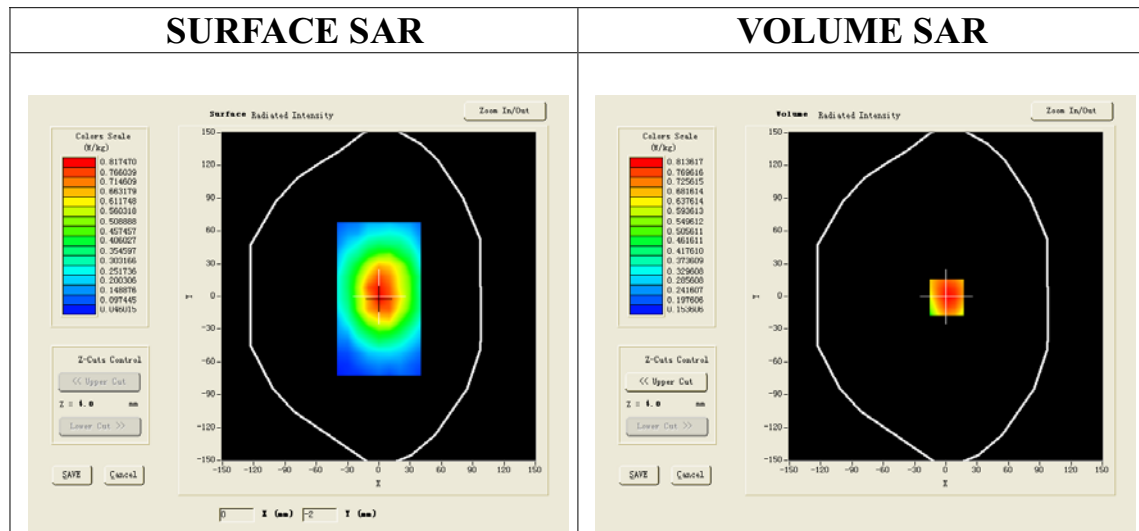 SURFACE SAR
VOLUME SAR
Surface Radiated Intensity
Zoom In/Out
Colors Scale
(W/kg)
0.817470
0.766039
0.714609
0.663179
0.611748
0.560318
0.508888
0.457457
0.406027
0.354597
0.303166
0.251736
0.200306
0.148876
0.097445
0.046015
150
120
90
60
30
0
-30
-60
-90
-120
-150
Y
-150 -120 -90 -60 -30 0 30 60 90 120 150
X
Z-Cuts Control
<< Upper Cut
Z = 4.0 mm
Lower Cut >>
SAVE Cancel
0 X (mm) -2 Y (mm)
Volume Radiated Intensity
Zoom In/Out
Colors Scale
(W/kg)
0.813617
0.769616
0.725615
0.681614
0.637614
0.593613
0.549612
0.505611
0.461611
0.417610
0.373609
0.329608
0.285608
0.241607
0.197606
0.153606
150
120
90
60
30
0
-30
-60
-90
-120
-150
Y
-150 -120 -90 -60 -30 0 30 60 90 120 150
X
Z-Cuts Control
<< Upper Cut
Z = 4.0 mm
Lower Cut >>
SAVE Cancel